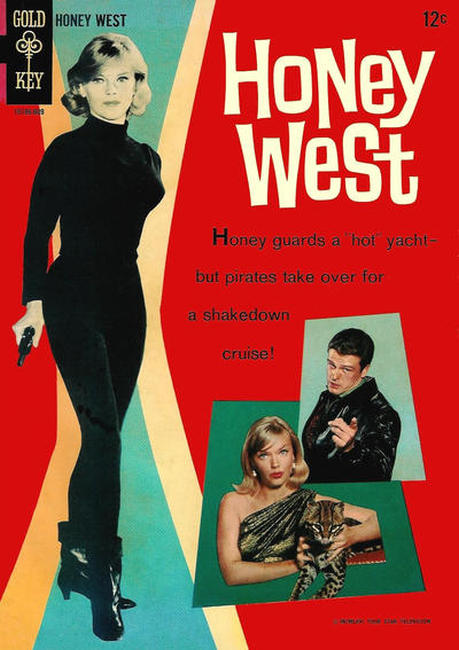 GOLD
KEY
HONEY WEST
12¢
HONEY
WEST
Honey guards a "hot" yacht–
but pirates take over for
a shakedown
cruise!